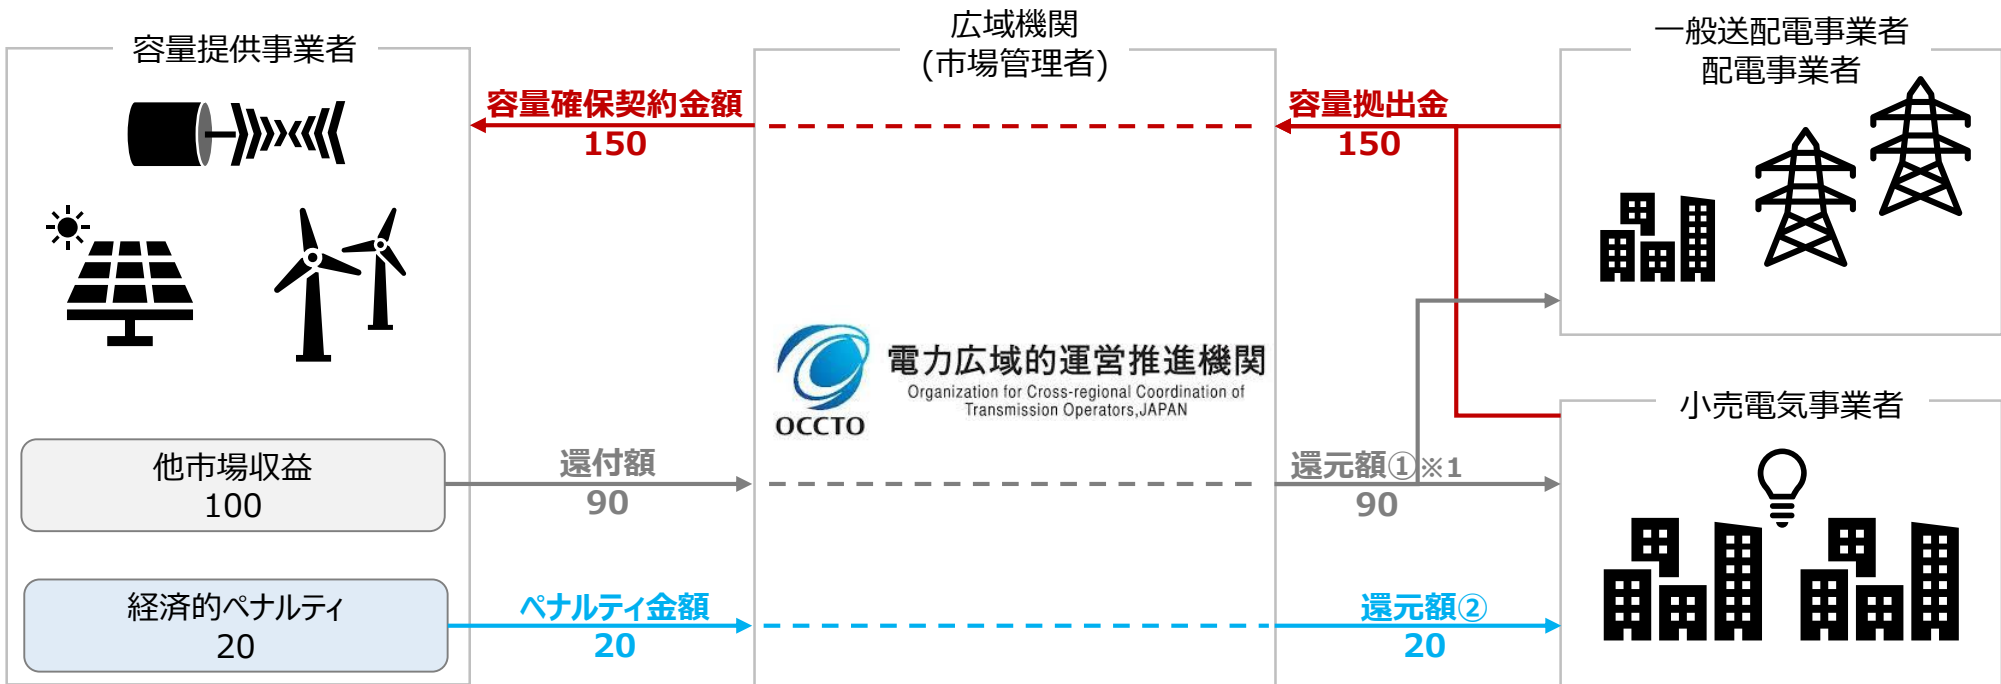 容量提供事業者
広域機関
(市場管理者)
一般送配電事業者
配電事業者
容量確保契約金額
150
容量拠出金
150
電力広域的運営推進機関
Organization for Cross-regional Coordination of
Transmission Operators,JAPAN
OCCTO
小売電気事業者
他市場収益
100
還付額
90
還元額①※1
90
経済的ペナルティ
20
ペナルティ金額
20
還元額②
20